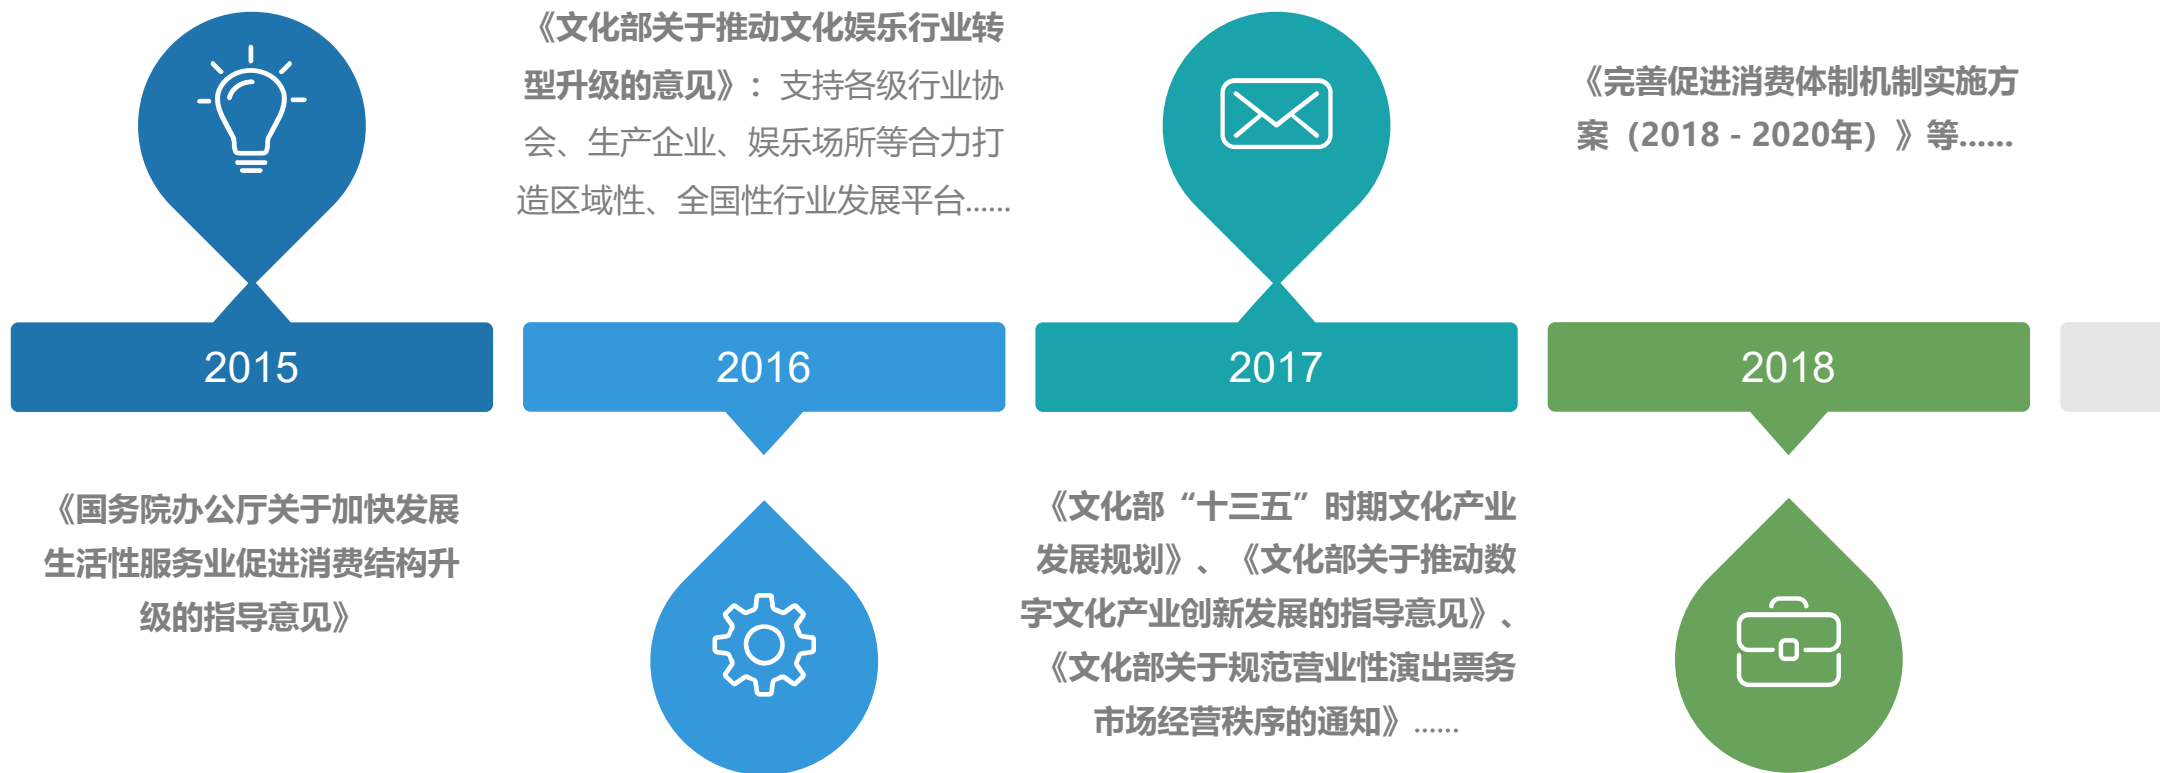 《文化部关于推动文化娱乐行业转
型升级的意见》：支持各级行业协
会、生产企业、娱乐场所等合力打
造区域性、全国性行业发展平台......
《完善促进消费体制机制实施方
案（2018 - 2020年）》等......
2015
2016
2017
2018
《国务院办公厅关于加快发展
生活性服务业促进消费结构升
级的指导意见》
《文化部“十三五”时期文化产业
发展规划》、《文化部关于推动数
字文化产业创新发展的指导意见》、
《文化部关于规范营业性演出票务
市场经营秩序的通知》......